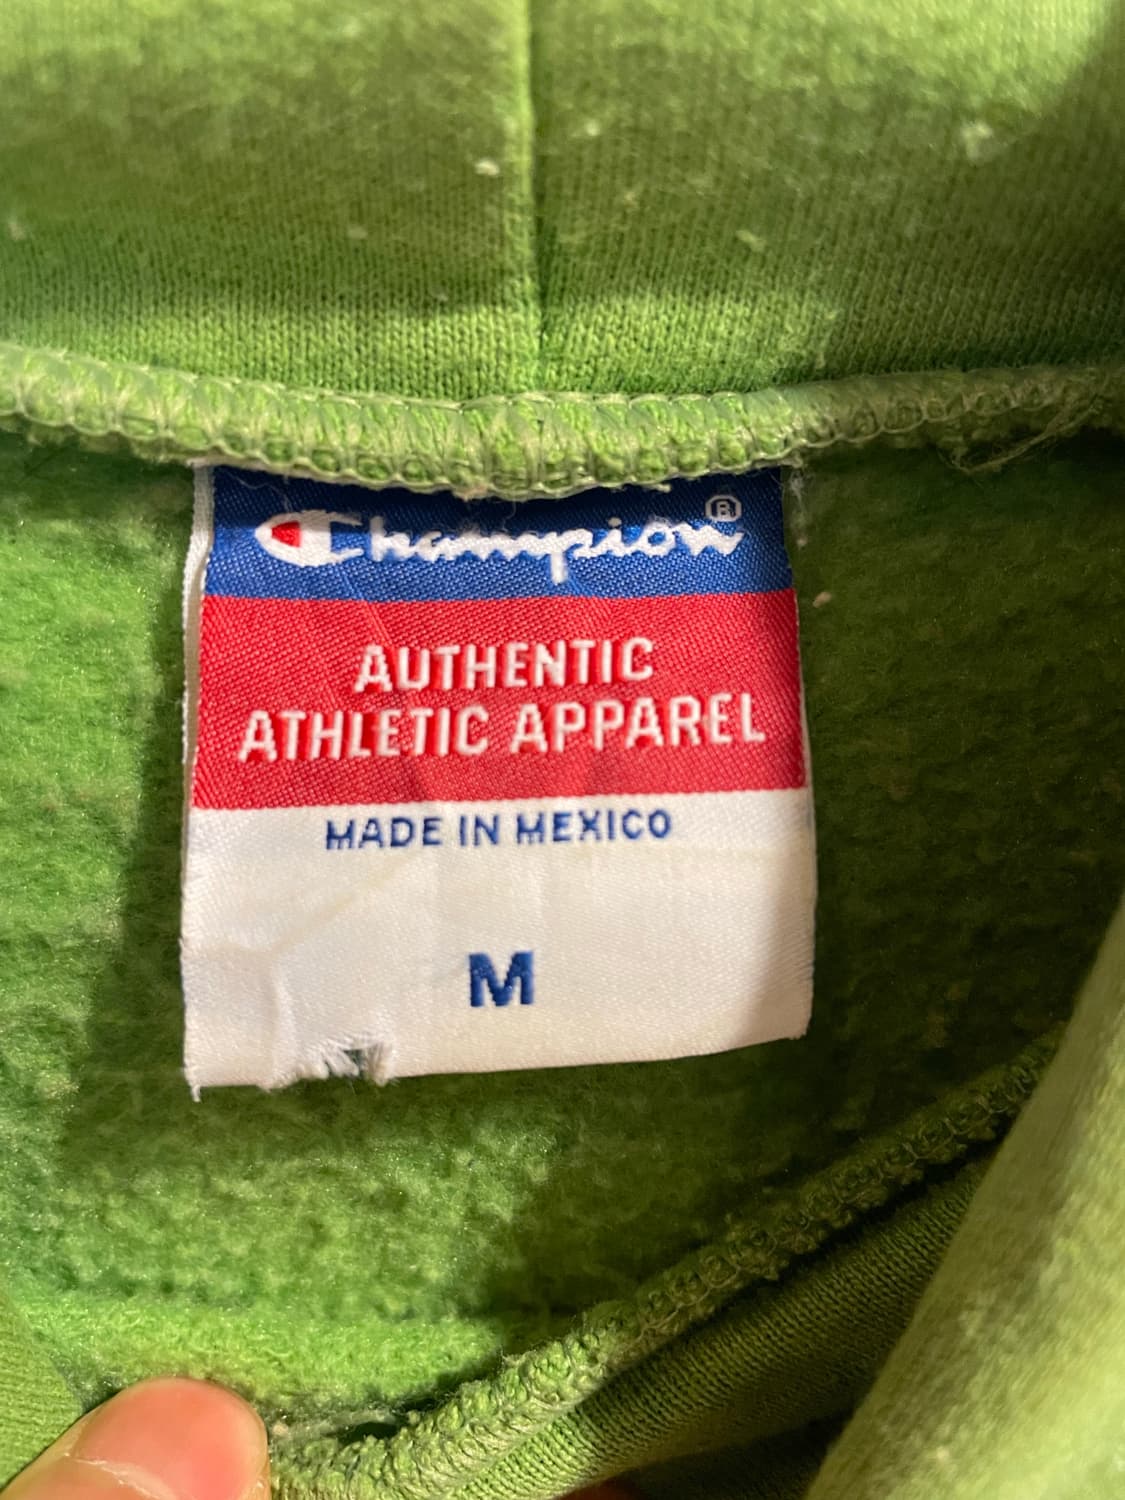 Champion®
AUTHENTIC
ATHLETIC APPAREL
MADE IN MEXICO
M